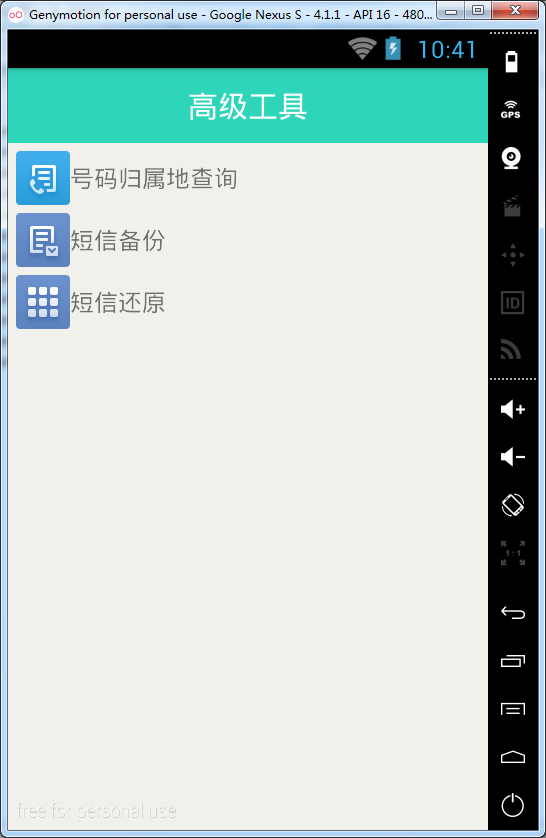 Genymotion for personal use - Google Nexus S - 4.1.1 - API 16 - 480...
10:41
高级工具
GPS
号码归属地查询
短信备份
ID
短信还原
1:1
free for personal use